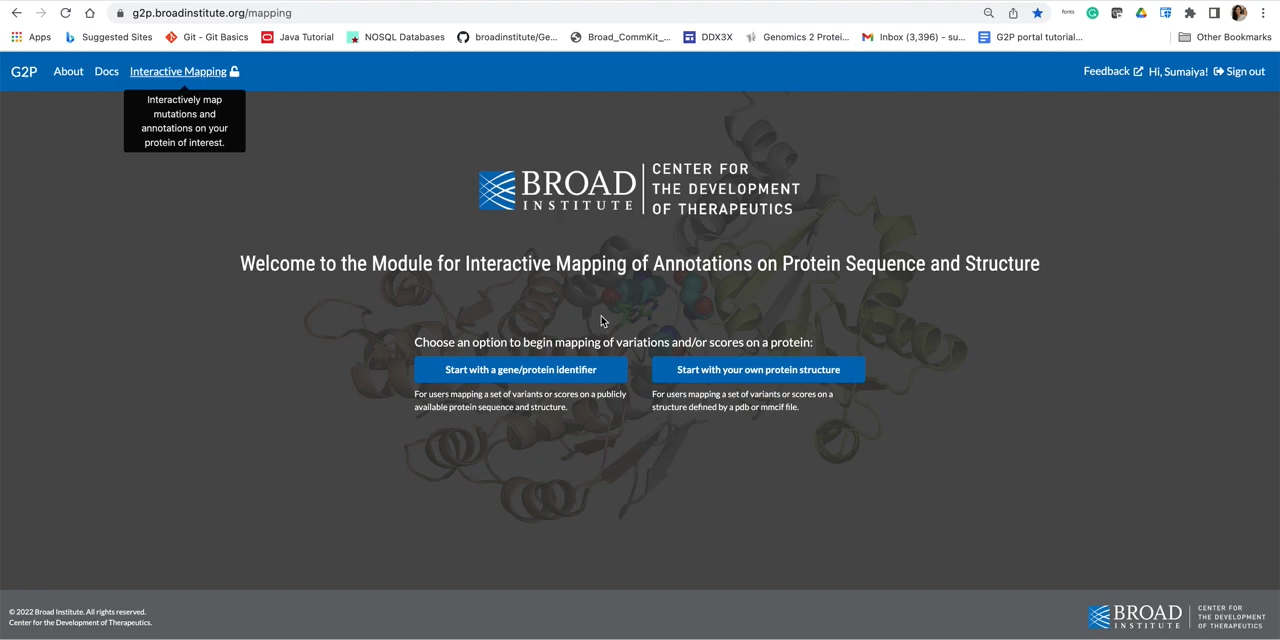 g2p.broadinstitute.org/mapping
fonts
Apps
Suggested Sites
Git - Git Basics
Java Tutorial
NOSQL Databases
broadinstitute/Ge...
Broad_CommKit_...
DDX3X
Genomics 2 Protei...
Inbox (3,396) - su...
G2P portal tutorial...
Other Bookmarks
G2P
About
Docs
Interactive Mapping
Feedback
Hi, Sumaiya!
Sign out
Interactively map
mutations and
annotations on your
protein of interest.
BROAD
INSTITUTE
CENTER FOR
THE DEVELOPMENT
OF THERAPEUTICS
Welcome to the Module for Interactive Mapping of Annotations on Protein Sequence and Structure
Choose an option to begin mapping of variations and/or scores on a protein:
Start with a gene/protein identifier
For users mapping a set of variants or scores on a publicly
available protein sequence and structure.
Start with your own protein structure
For users mapping a set of variants or scores on a
structure defined by a pdb or mmcif file.
© 2022 Broad Institute. All rights reserved.
Center for the Development of Therapeutics.
BROAD
INSTITUTE
CENTER FOR
THE DEVELOPMENT
OF THERAPEUTICS